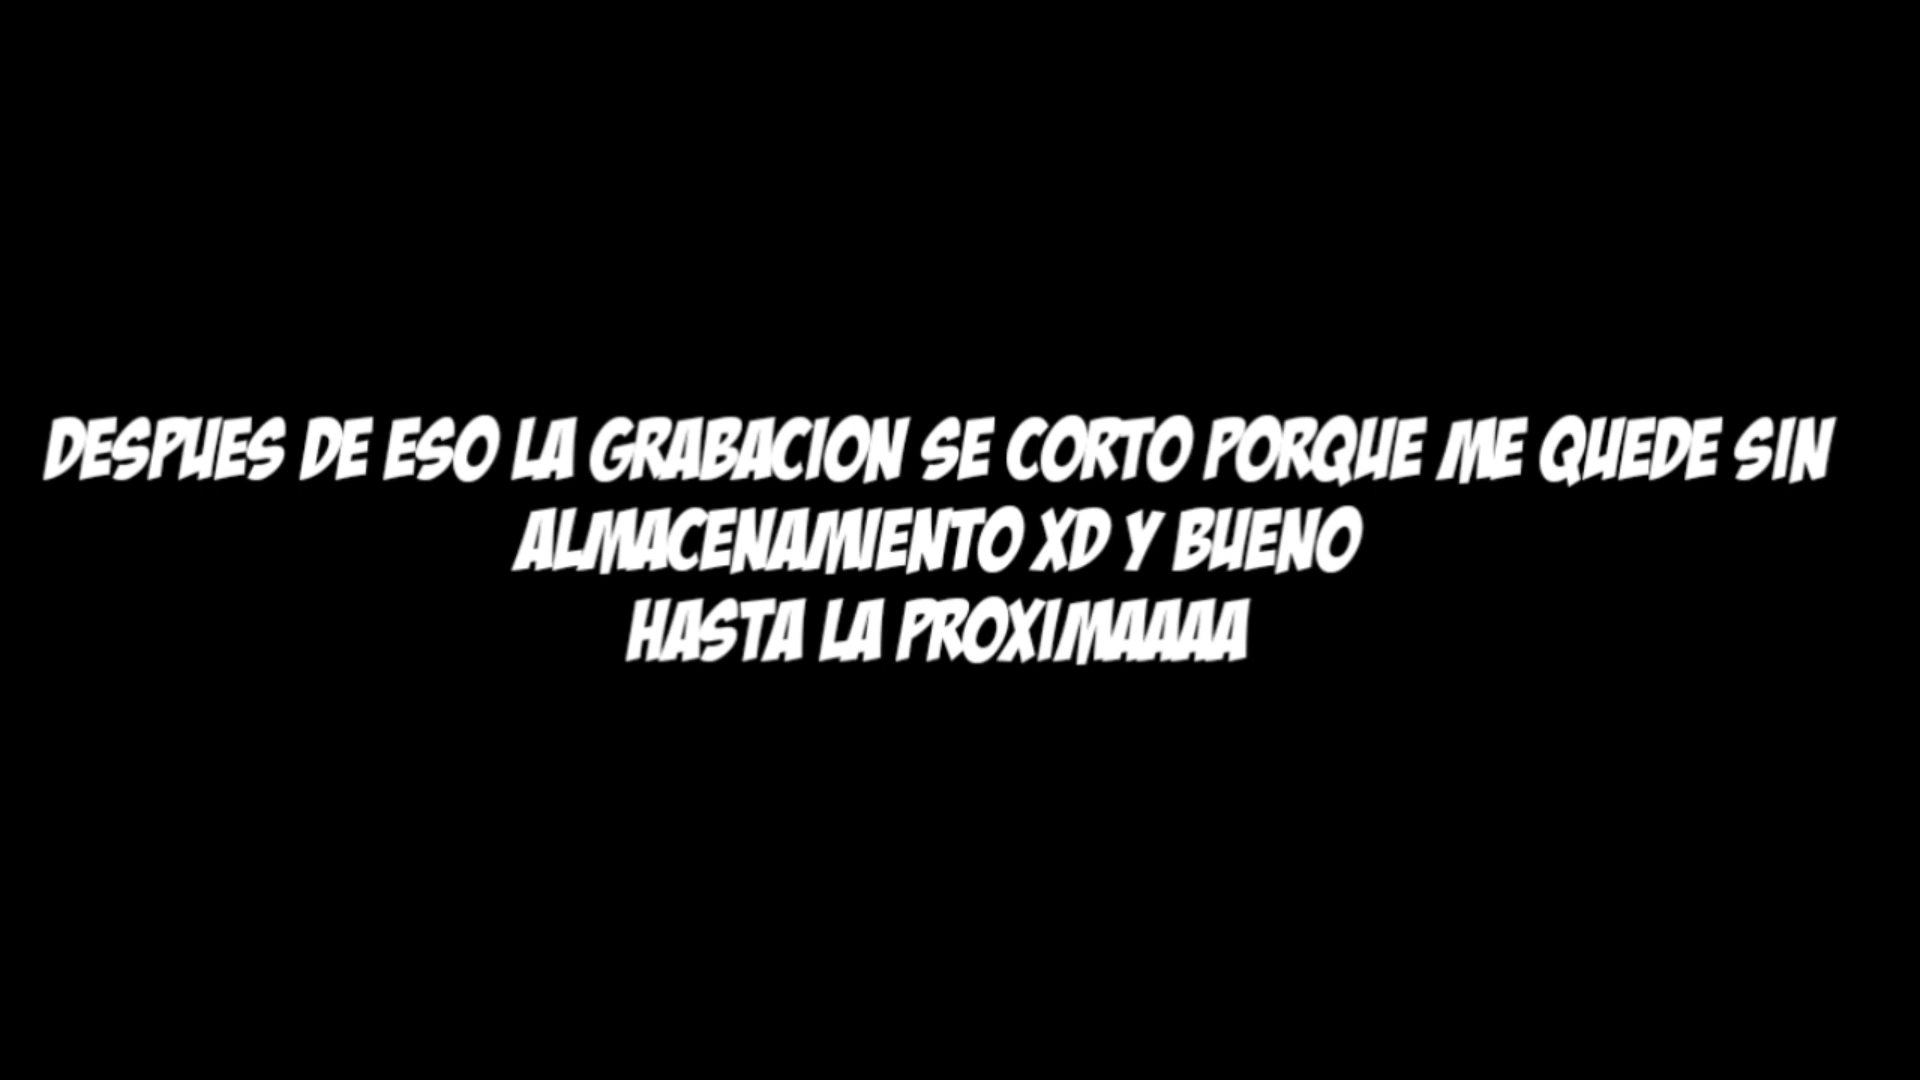 DESPUES DE ESO LA GRABACION SE CORTO PORQUE ME QUEDE SIN
ALMACENAMIENTO XD Y BUENO
HASTA LA PROXIMAAAA